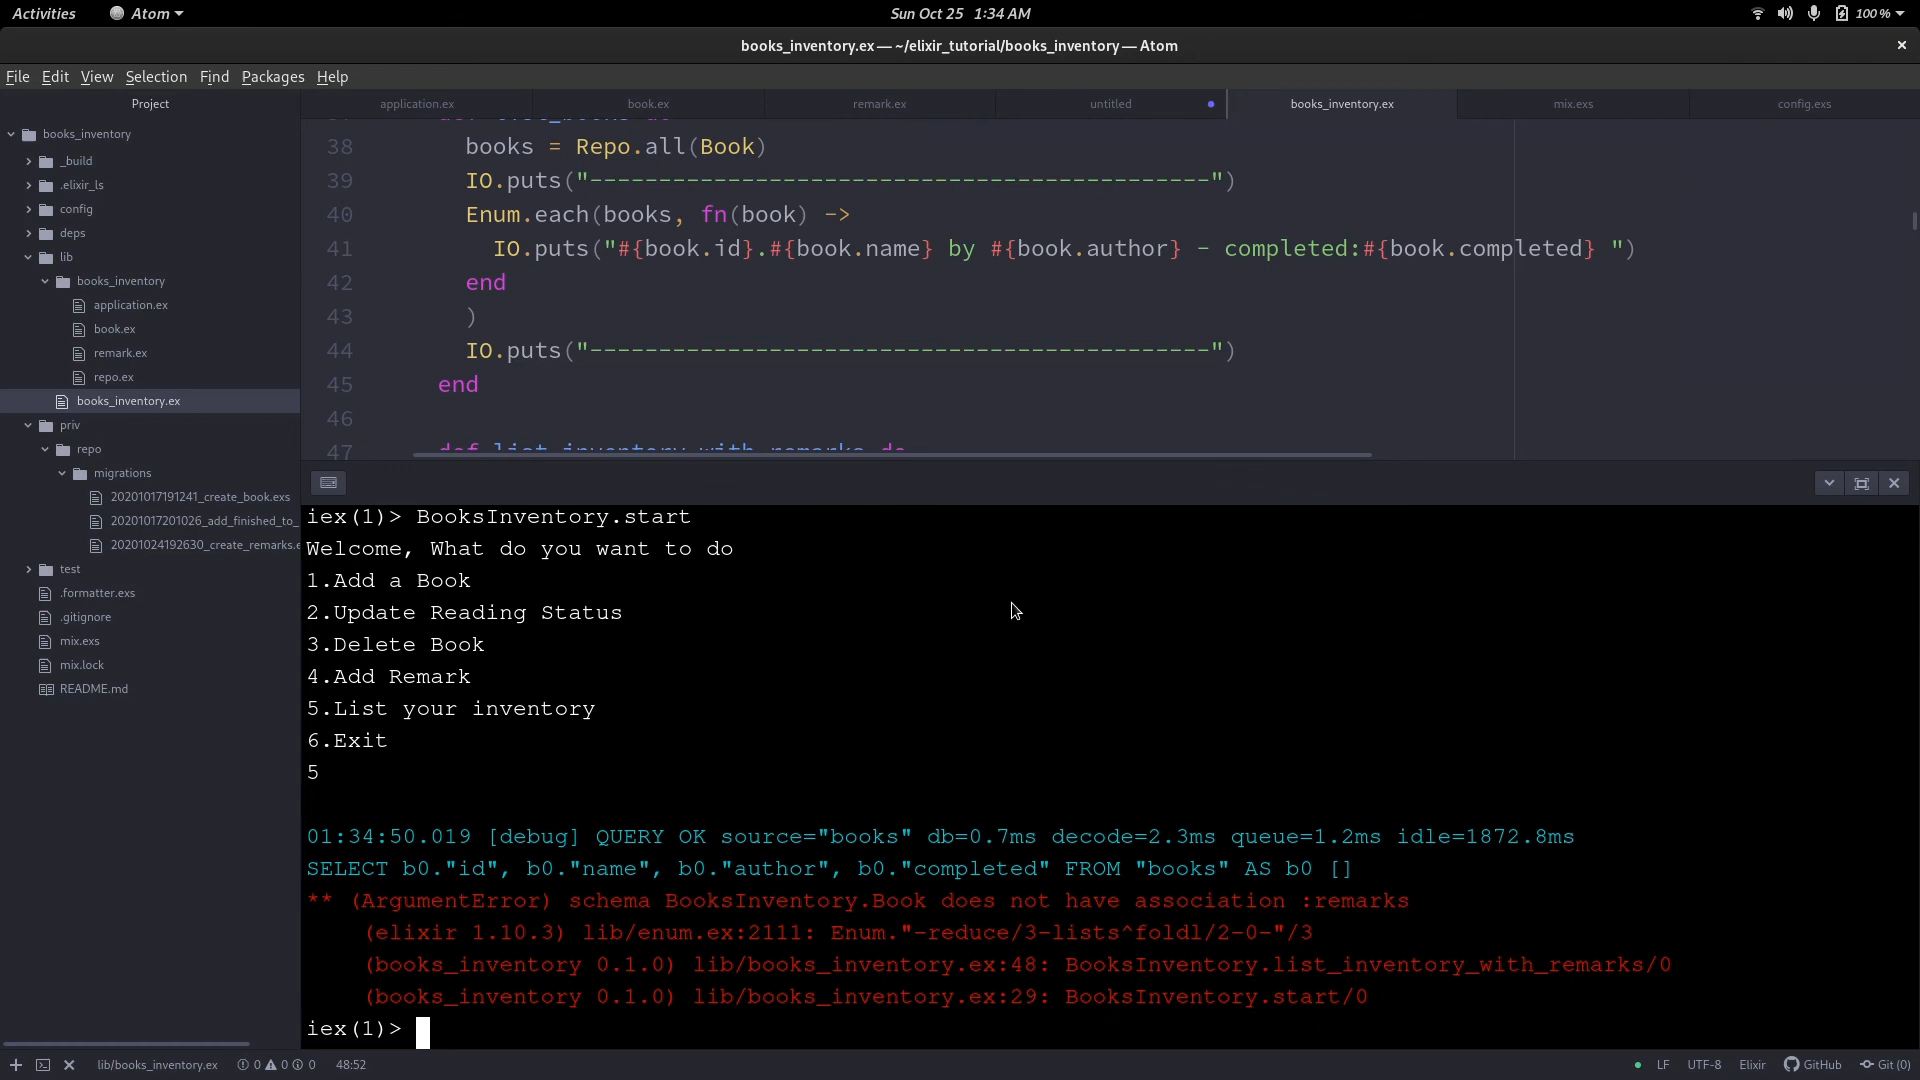 Activities
Atom
Sun Oct 25 1:34 AM
100 %
books_inventory.ex — ~/elixir_tutorial/books_inventory — Atom
File Edit View Selection Find Packages Help
Project
application.ex
book.ex
remark.ex
untitled
books_inventory.ex
mix.exs
config.exs
books_inventory
_build
.elixir_ls
config
deps
lib
books_inventory
application.ex
book.ex
remark.ex
repo.ex
books_inventory.ex
priv
repo
migrations
20201017191241_create_book.exs
20201017201026_add_finished_to_
20201024192630_create_remarks.e
test
.formatter.exs
.gitignore
mix.exs
mix.lock
README.md
38 books = Repo.all(Book)
39 IO.puts("---------------------------------------------")
40 Enum.each(books, fn(book) ->
41 IO.puts("#{book.id}.#{book.name} by #{book.author} - completed:#{book.completed} ")
42 end
43 )
44 IO.puts("---------------------------------------------")
45 end
46
47 def list_inventory_with_remarks do
iex(1)> BooksInventory.start
Welcome, What do you want to do
1.Add a Book
2.Update Reading Status
3.Delete Book
4.Add Remark
5.List your inventory
6.Exit
5
01:34:50.019 [debug] QUERY OK source="books" db=0.7ms decode=2.3ms queue=1.2ms idle=1872.8ms
SELECT b0."id", b0."name", b0."author", b0."completed" FROM "books" AS b0 []
** (ArgumentError) schema BooksInventory.Book does not have association :remarks
(elixir 1.10.3) lib/enum.ex:2111: Enum."-reduce/3-lists^foldl/2-0-"/3
(books_inventory 0.1.0) lib/books_inventory.ex:48: BooksInventory.list_inventory_with_remarks/0
(books_inventory 0.1.0) lib/books_inventory.ex:29: BooksInventory.start/0
iex(1)>
lib/books_inventory.ex 0 0 0 48:52
LF UTF-8 Elixir GitHub Git (0)